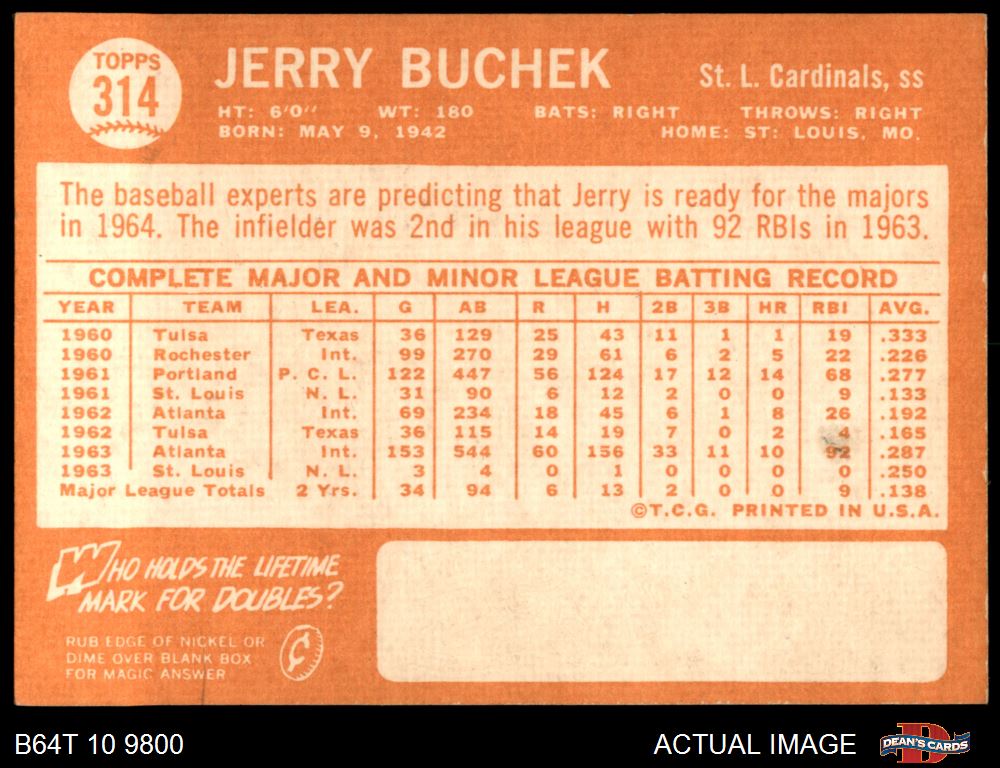 TOPPS
314
JERRY BUCHEK
St. L. Cardinals, ss
HT: 6'0" WT: 180 BATS: RIGHT THROWS: RIGHT
BORN: MAY 9, 1942 HOME: ST: LOUIS, MO.
The baseball experts are predicting that Jerry is ready for the majors
in 1964. The infielder was 2nd in his league with 92 RBIs in 1963.
COMPLETE MAJOR AND MINOR LEAGUE BATTING RECORD
YEAR TEAM LEA. G AB R H 2B 3B HR RBI AVG.
1960 Tulsa Texas 36 129 25 43 11 1 1 19 .333
1960 Rochester Int. 99 270 29 61 6 2 5 22 .226
1961 Portland P. C. L. 122 447 56 124 17 12 14 68 .277
1961 St. Louis N. L. 31 90 6 12 2 0 0 9 .133
1962 Atlanta Int. 69 234 18 45 6 1 8 26 .192
1962 Tulsa Texas 36 115 14 19 7 0 2 4 .165
1963 Atlanta Int. 153 544 60 156 33 11 10 92 .287
1963 St. Louis N. L. 3 4 0 1 0 0 0 0 .250
Major League Totals 2 Yrs. 34 94 6 13 2 0 0 9 .138
©T.C.G. PRINTED IN U.S.A.
WHO HOLDS THE LIFETIME
MARK FOR DOUBLES?
RUB EDGE OF NICKEL OR
DIME OVER BLANK BOX
FOR MAGIC ANSWER
¢
B64T 10 9800
ACTUAL IMAGE
D
DEAN'S CARDS